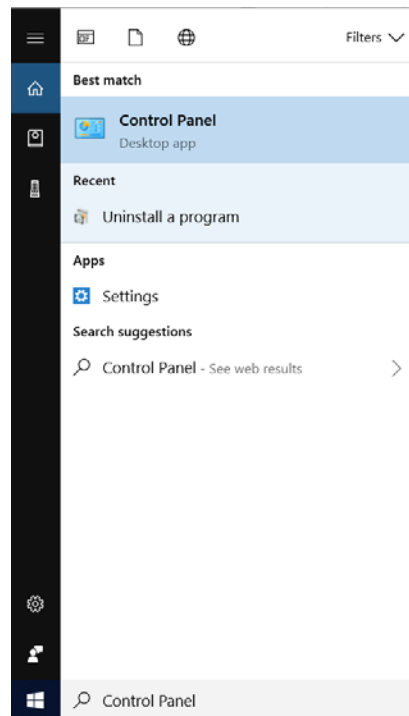 Filters
Best match
Control Panel
Desktop app
Recent
Uninstall a program
Apps
Settings
Search suggestions
Control Panel - See web results
Control Panel